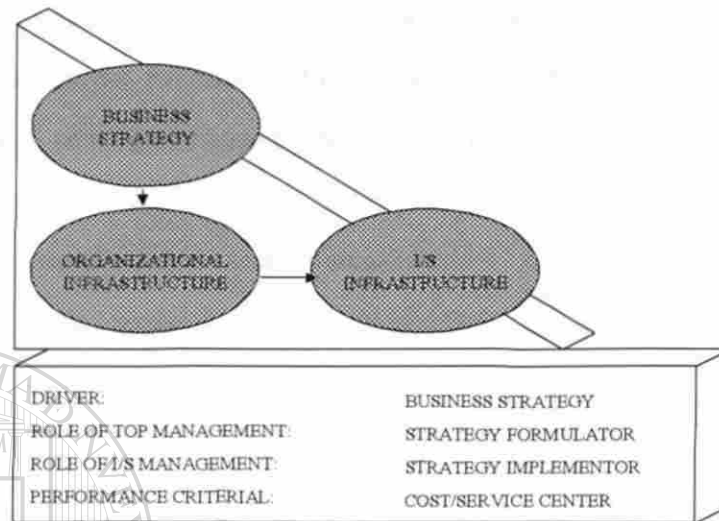 BUSINESS
STRATEGY
ORGANIZATIONAL
INFRASTRUCTURE
I/S
INFRASTRUCTURE
DRIVER: BUSINESS STRATEGY
ROLE OF TOP MANAGEMENT: STRATEGY FORMULATOR
ROLE OF I/S MANAGEMENT: STRATEGY IMPLEMENTOR
PERFORMANCE CRITERIAL: COST/SERVICE CENTER